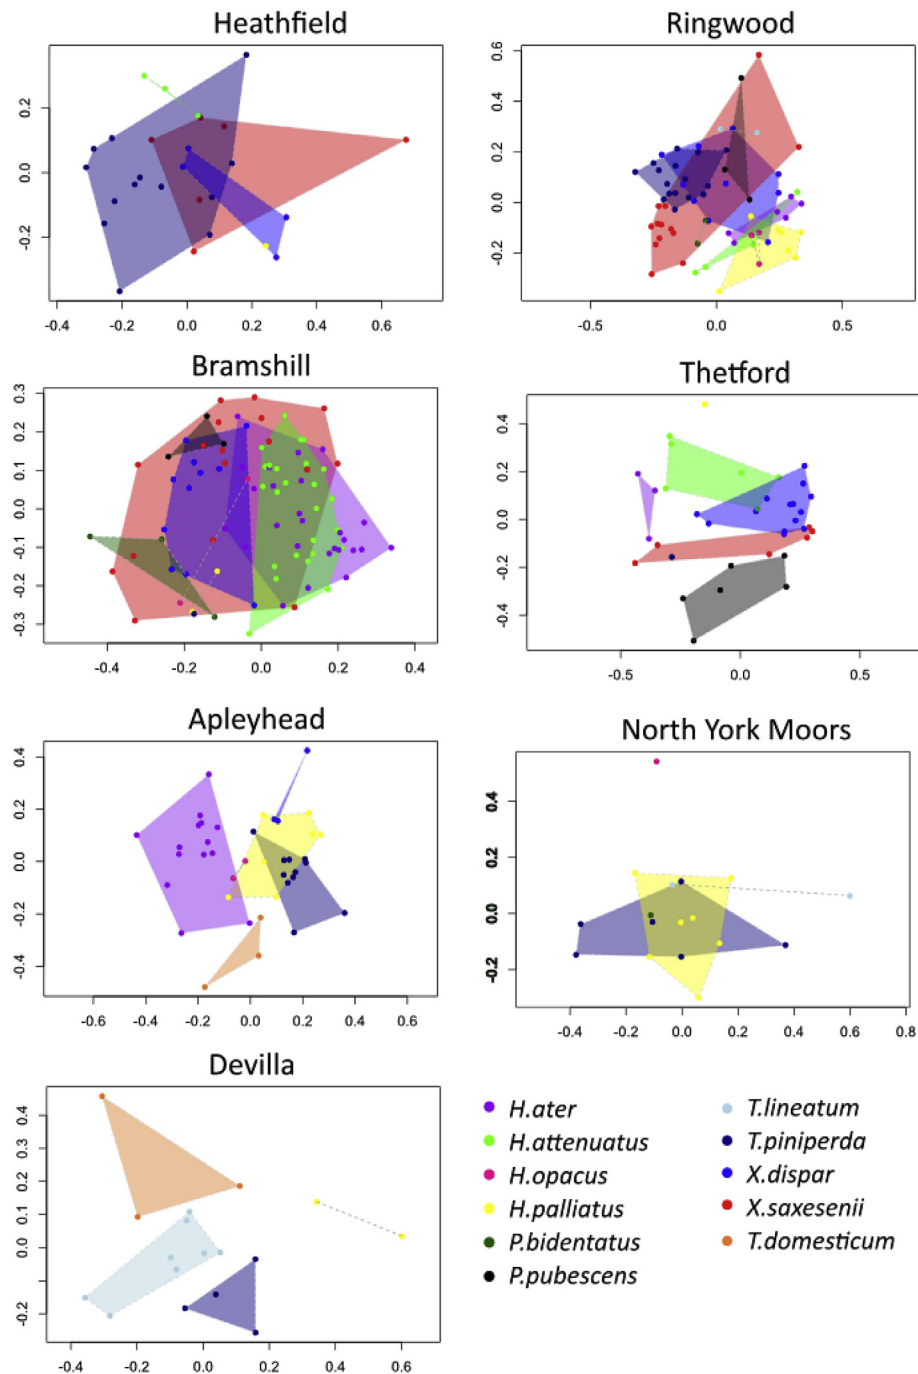 Heathfield
0.2
0.0
-0.2
-0.4 -0.2 0.0 0.2 0.4 0.6
Ringwood
0.6
0.4
0.2
0.0
-0.2
-0.5 0.0 0.5
Bramshill
0.3
0.2
0.1
0.0
-0.1
-0.2
-0.3
-0.4 -0.2 0.0 0.2 0.4
Thetford
0.4
0.2
0.0
-0.2
-0.4
-0.5 0.0 0.5
Apleyhead
0.4
0.2
0.0
-0.2
-0.4
-0.6 -0.4 -0.2 0.0 0.2 0.4 0.6
North York Moors
0.4
0.2
0.0
-0.2
-0.4 -0.2 0.0 0.2 0.4 0.6 0.8
Devilla
0.4
0.3
0.2
0.1
0.0
-0.2
-0.4 -0.2 0.0 0.2 0.4 0.6
H.ater
H.attenuatus
H.opacus
H.palliatus
P.bidentatus
P.pubescens
T.lineatum
T.piniperda
X.dispar
X.saxesenii
T.domesticum